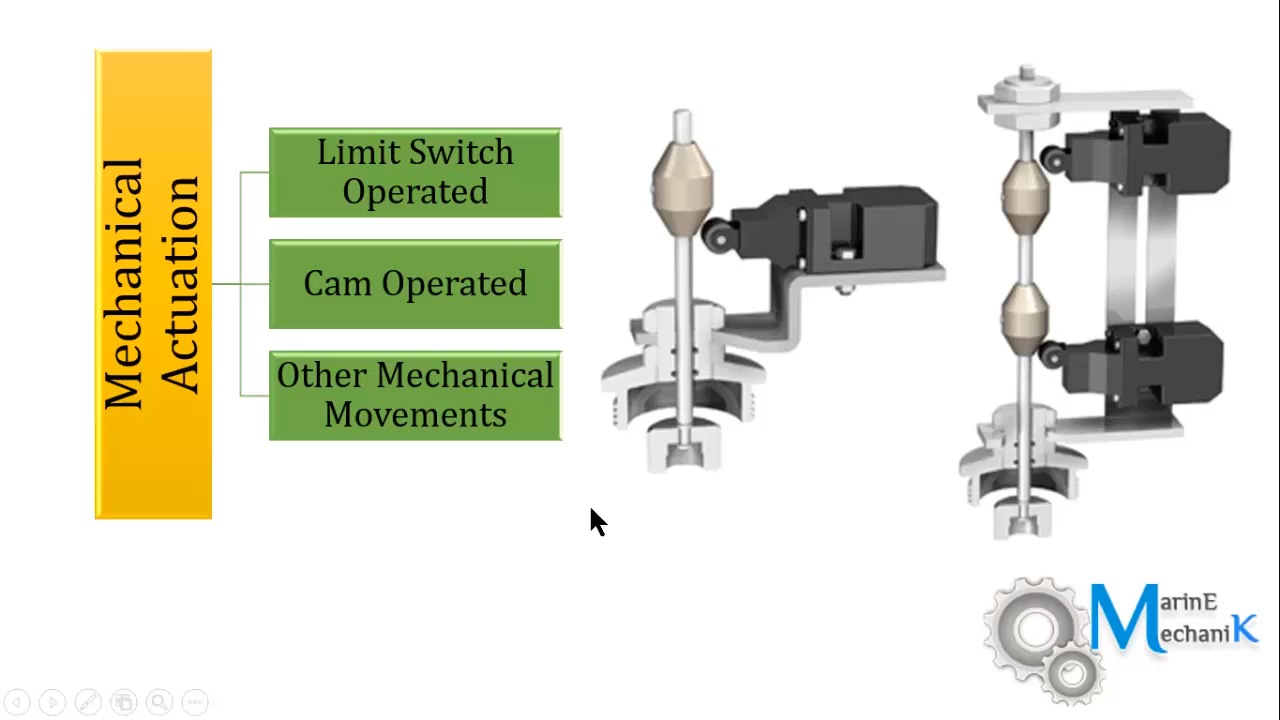 Mechanical
Actuation
Limit Switch
Operated
Cam Operated
Other Mechanical
Movements
MarinE
MechaniK